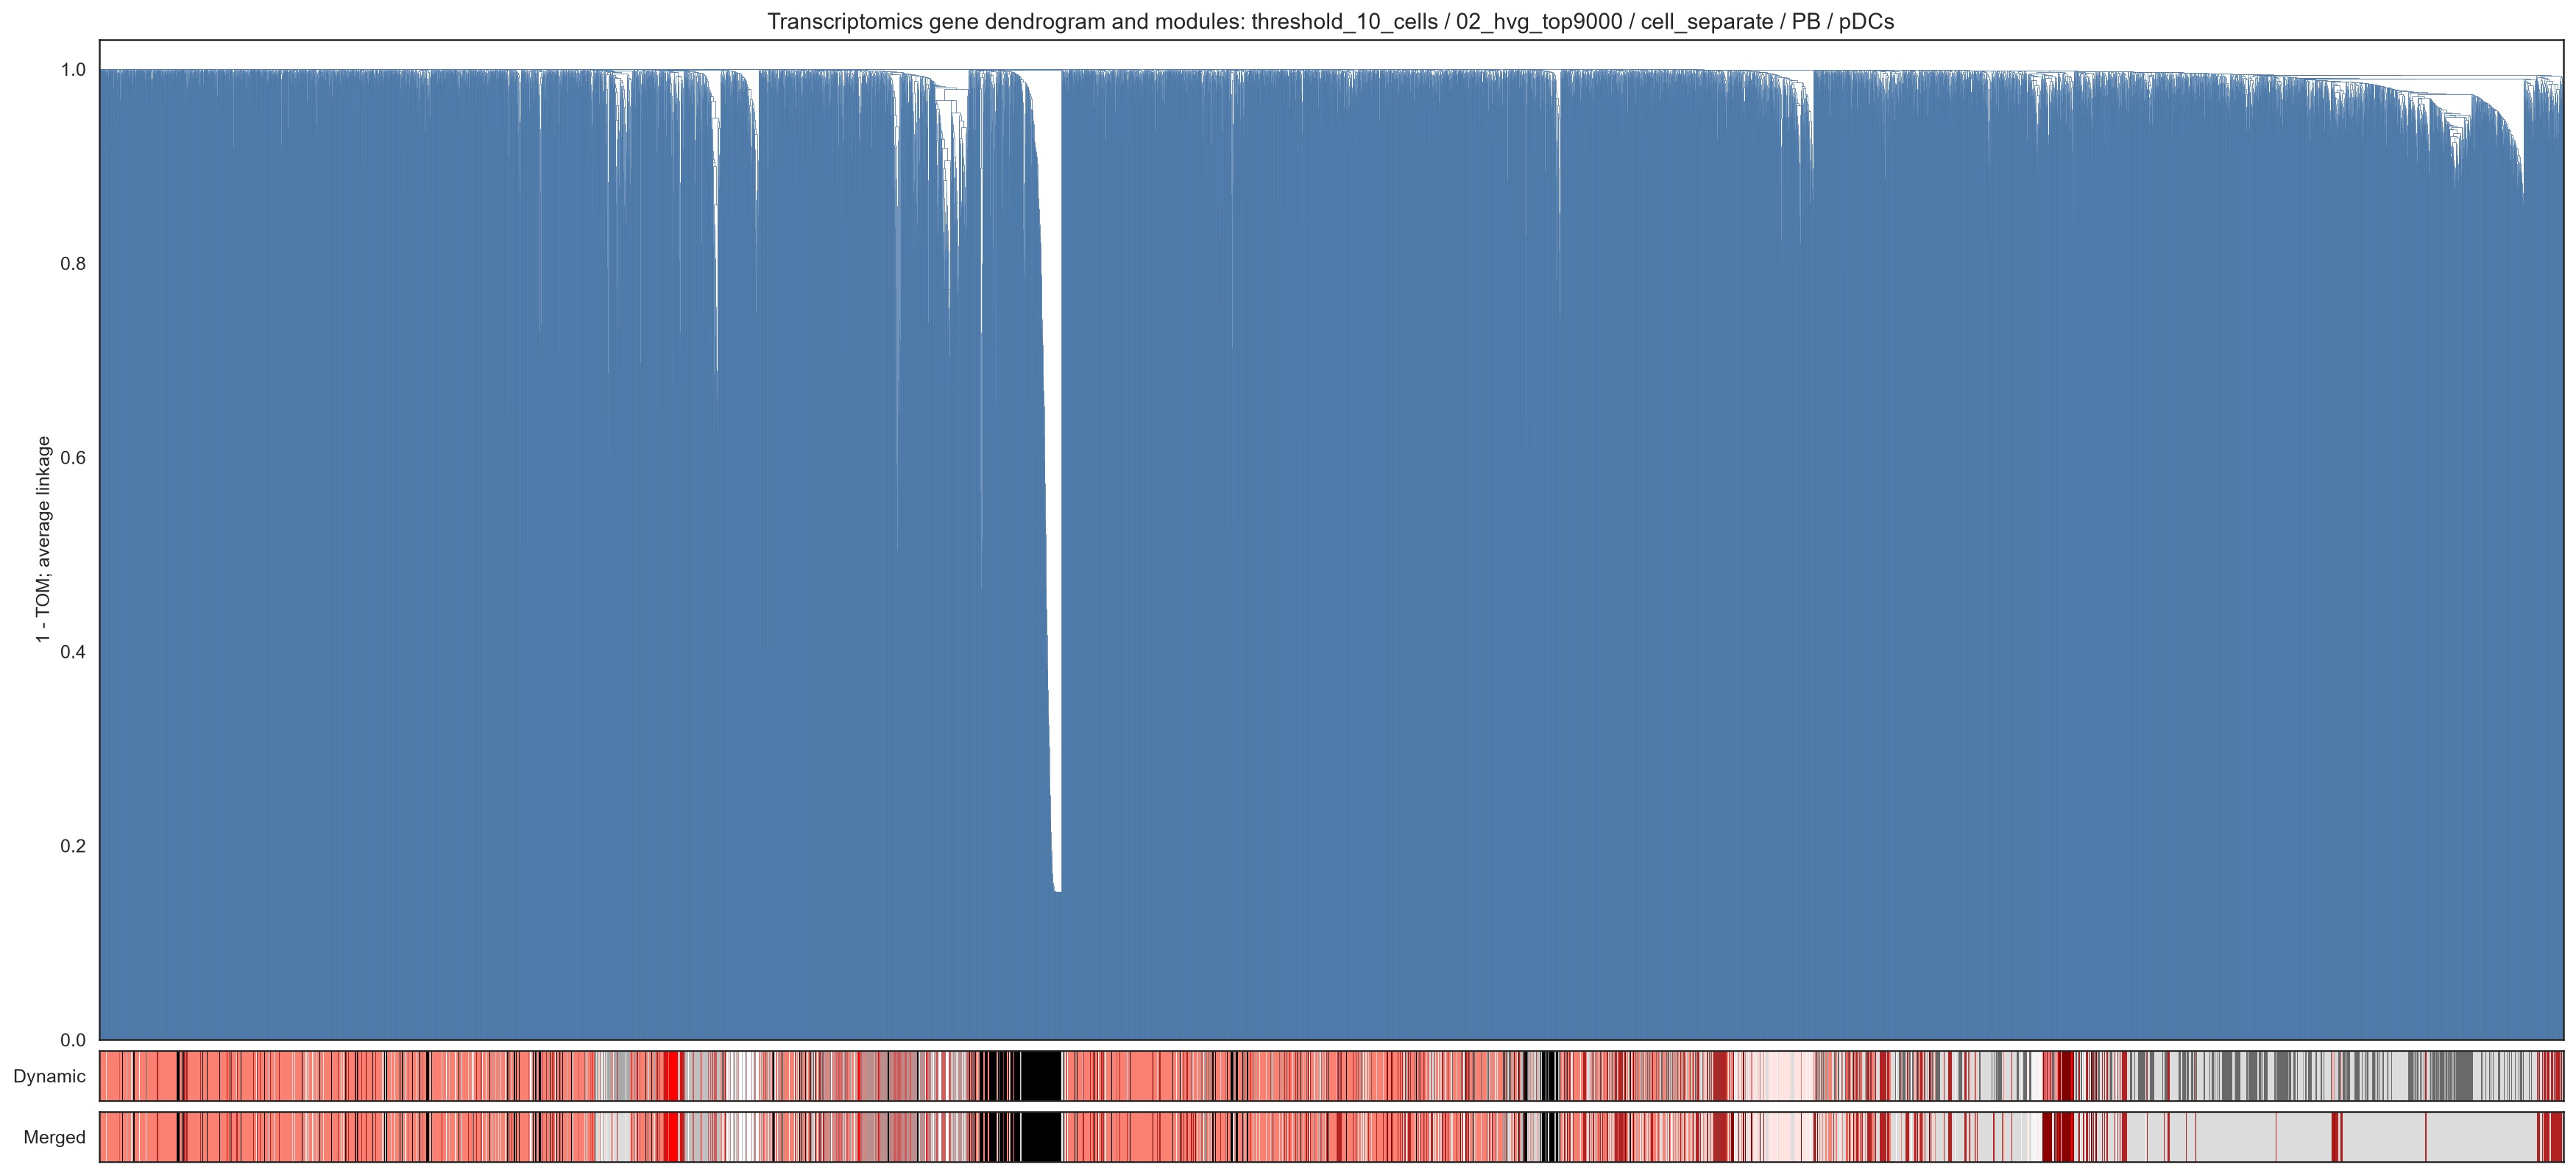 Transcriptomics gene dendrogram and modules: threshold_10_cells / 02_hvg_top9000 / cell_separate / PB / pDCs
1.0
0.8
0.6
0.4
0.2
0.0
1 - TOM; average linkage
Dynamic
Merged